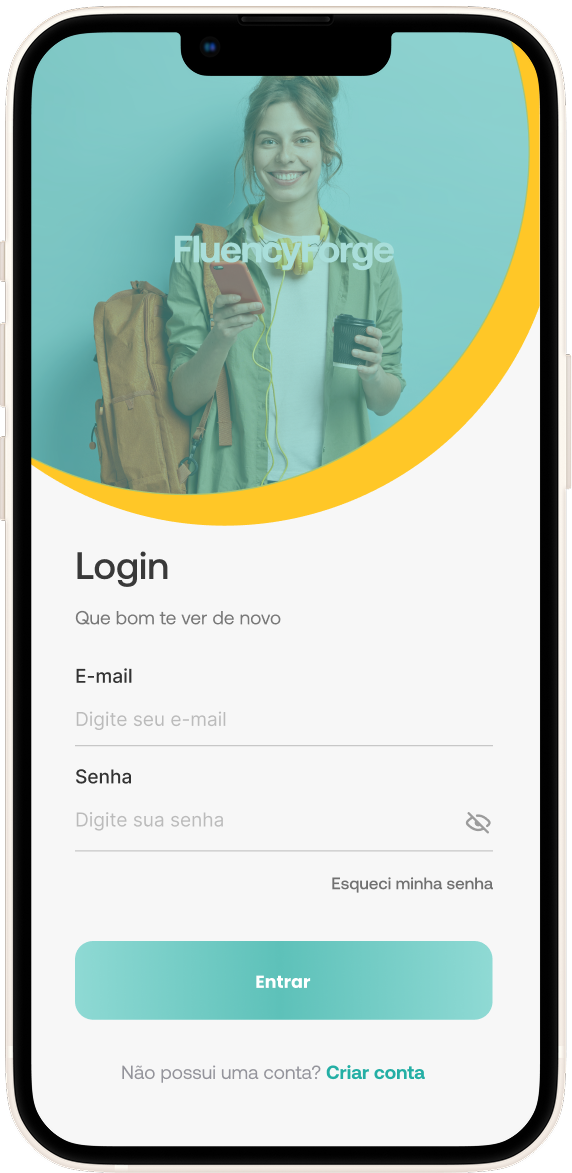 FluencyForge
Login
Que bom te ver de novo
E-mail
Digite seu e-mail
Senha
Digite sua senha
Esqueci minha senha
Entrar
Não possui uma conta? Criar conta